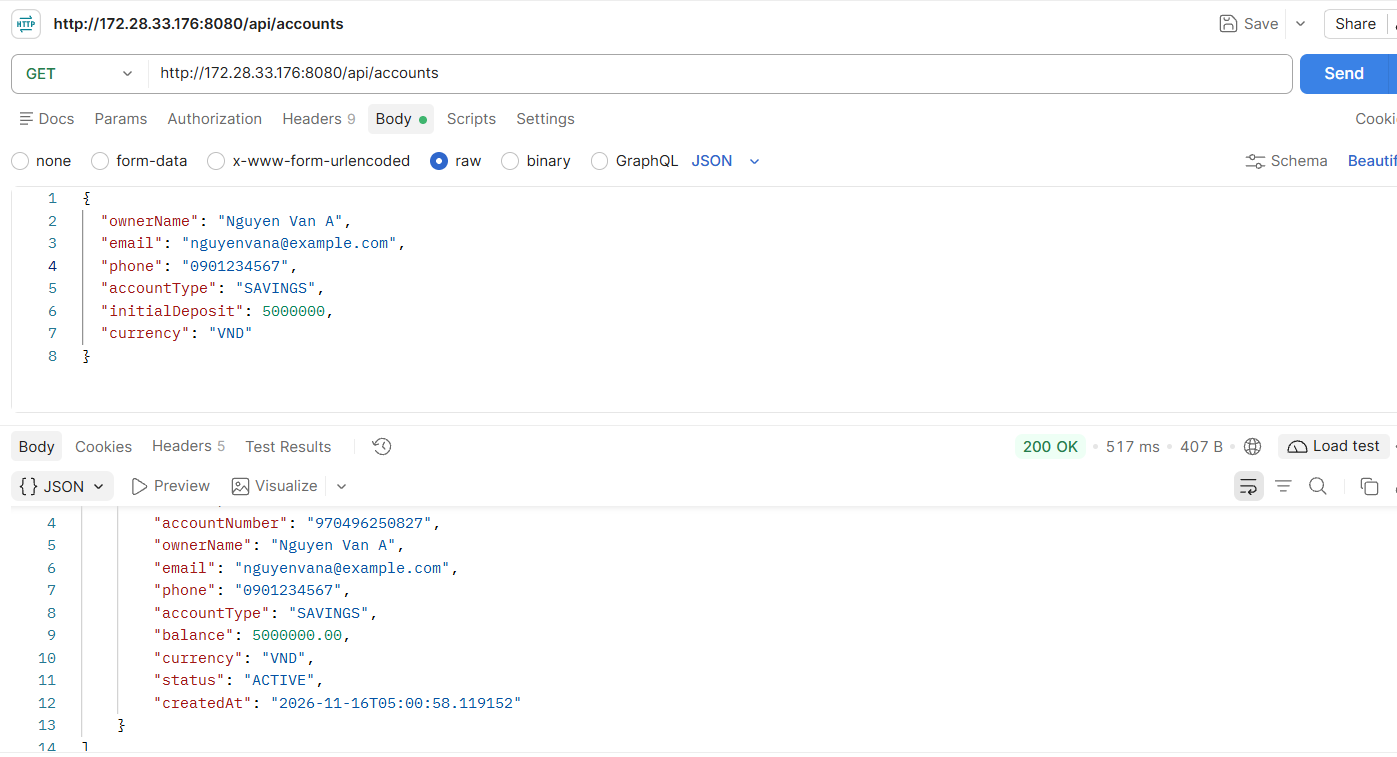 HTTP http://172.28.33.176:8080/api/accounts Save Share
GET http://172.28.33.176:8080/api/accounts Send
Docs Params Authorization Headers 9 Body Scripts Settings Cooki
none form-data x-www-form-urlencoded raw binary GraphQL JSON Schema Beautif
1 {
2 "ownerName": "Nguyen Van A",
3 "email": "nguyenvana@example.com",
4 "phone": "0901234567",
5 "accountType": "SAVINGS",
6 "initialDeposit": 5000000,
7 "currency": "VND"
8 }
Body Cookies Headers 5 Test Results 200 OK • 517 ms • 407 B • Load test
{} JSON Preview Visualize
4 "accountNumber": "970496250827",
5 "ownerName": "Nguyen Van A",
6 "email": "nguyenvana@example.com",
7 "phone": "0901234567",
8 "accountType": "SAVINGS",
9 "balance": 5000000.00,
10 "currency": "VND",
11 "status": "ACTIVE",
12 "createdAt": "2026-11-16T05:00:58.119152"
13 }
14 ]